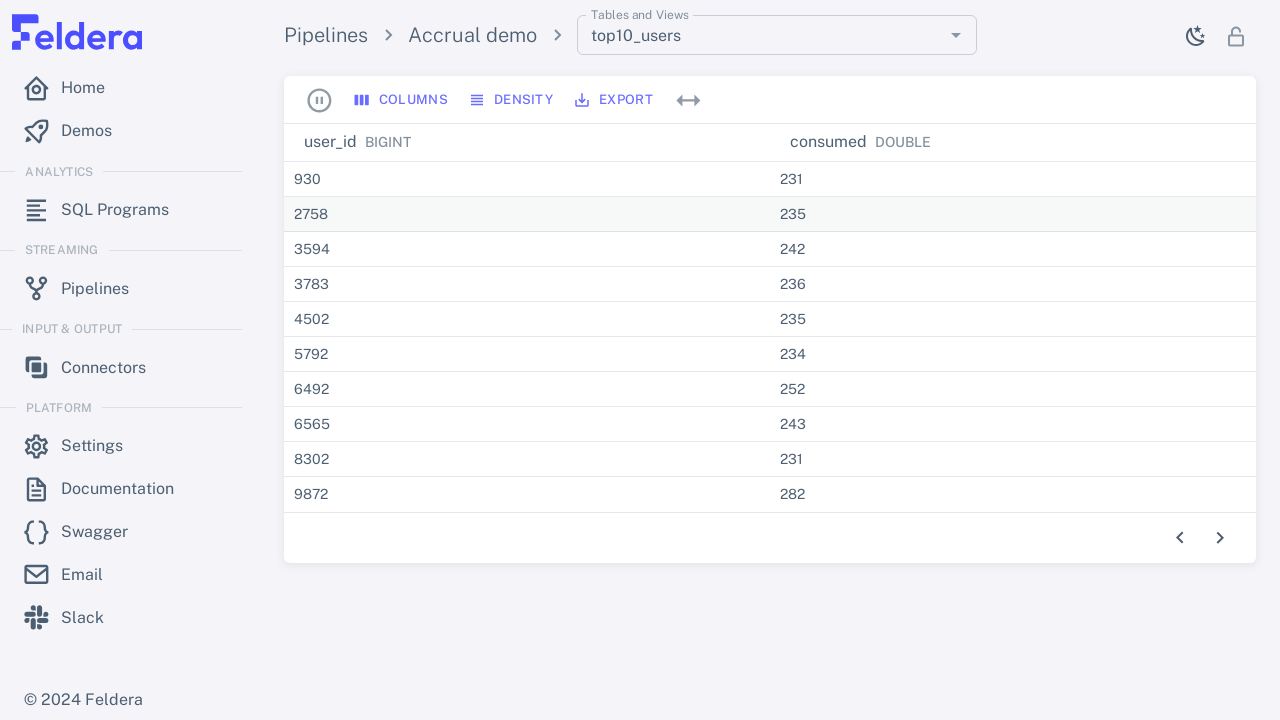 Feldera
Home
Demos
ANALYTICS
SQL Programs
STREAMING
Pipelines
INPUT & OUTPUT
Connectors
PLATFORM
Settings
Documentation
Swagger
Email
Slack
© 2024 Feldera
Pipelines
Accrual demo
Tables and Views
top10_users
COLUMNS DENSITY EXPORT
user_id BIGINT consumed DOUBLE
930 231
2758 235
3594 242
3783 236
4502 235
5792 234
6492 252
6565 243
8302 231
9872 282